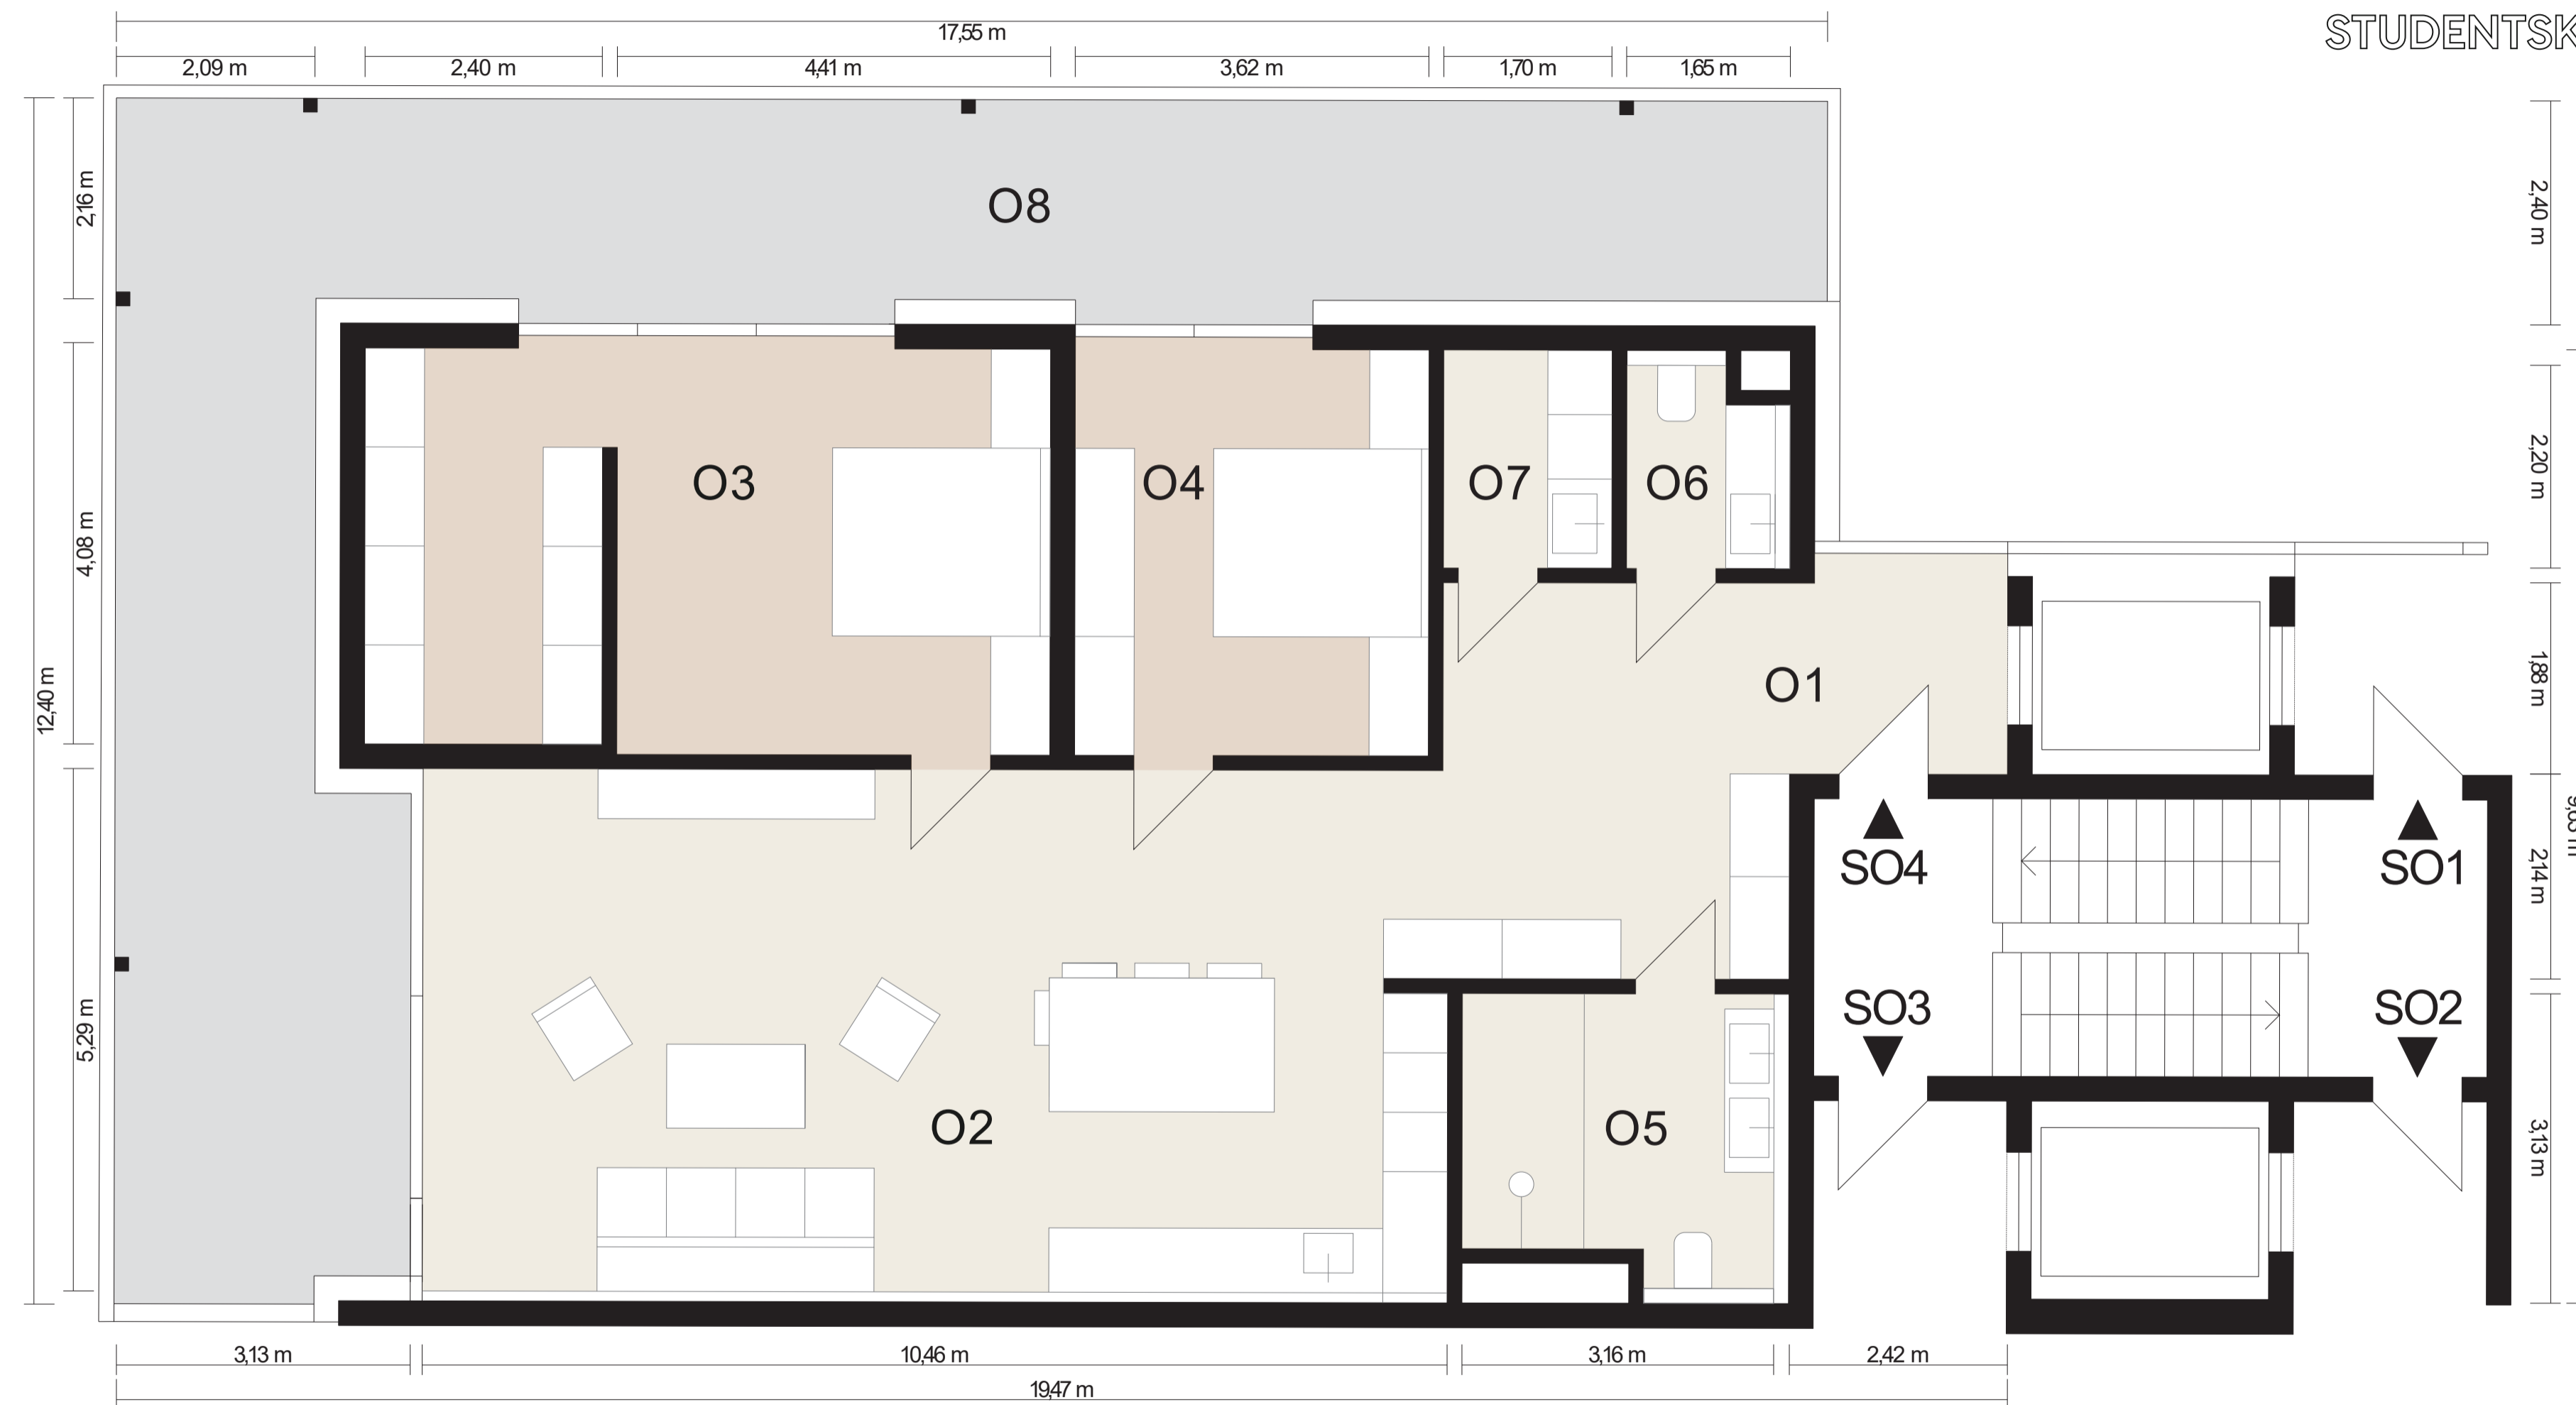 STUDENTSK
17,55 m
2,09 m
2,40 m
4,41 m
3,62 m
1,70 m
1,65 m
2,16 m
4,08 m
12,40 m
5,29 m
O8
O3
O4
O7
O6
O1
O2
O5
SO4
SO1
SO3
SO2
2,40 m
2,20 m
1,88 m
2,14 m
3,13 m
3,13 m
10,46 m
3,16 m
2,42 m
19,47 m